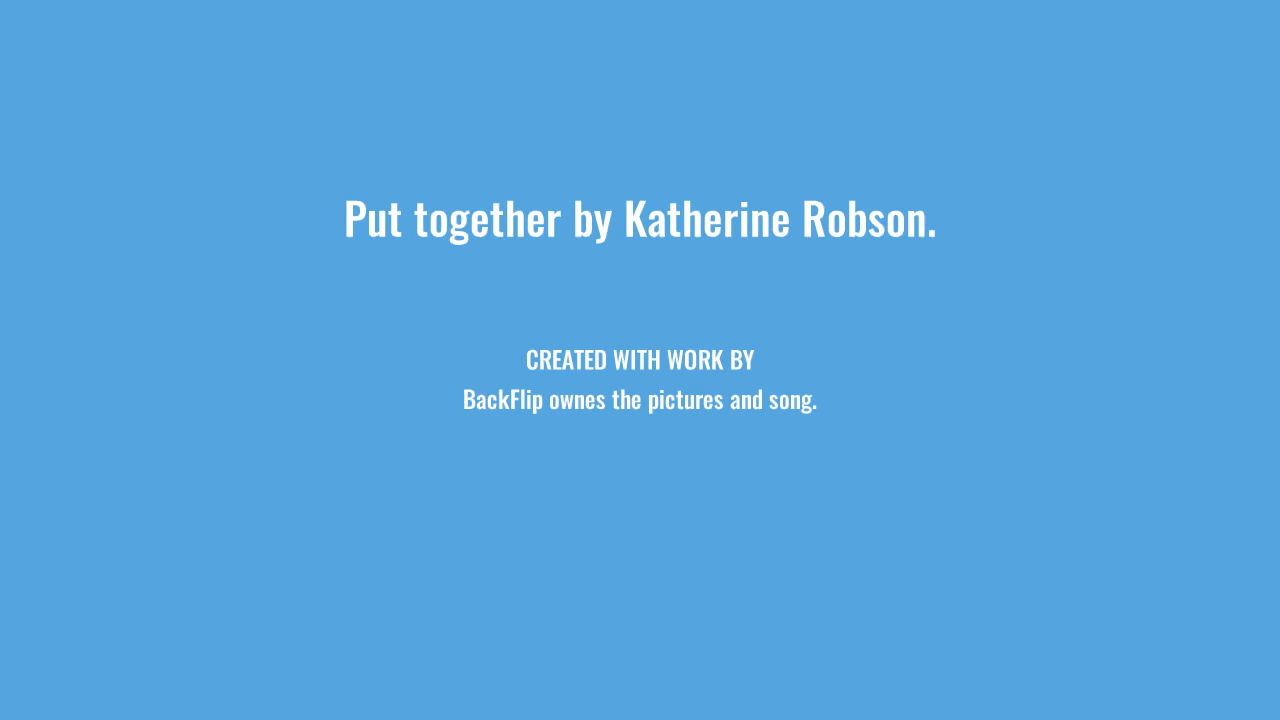 Put together by Katherine Robson.
CREATED WITH WORK BY
BackFlip ownes the pictures and song.